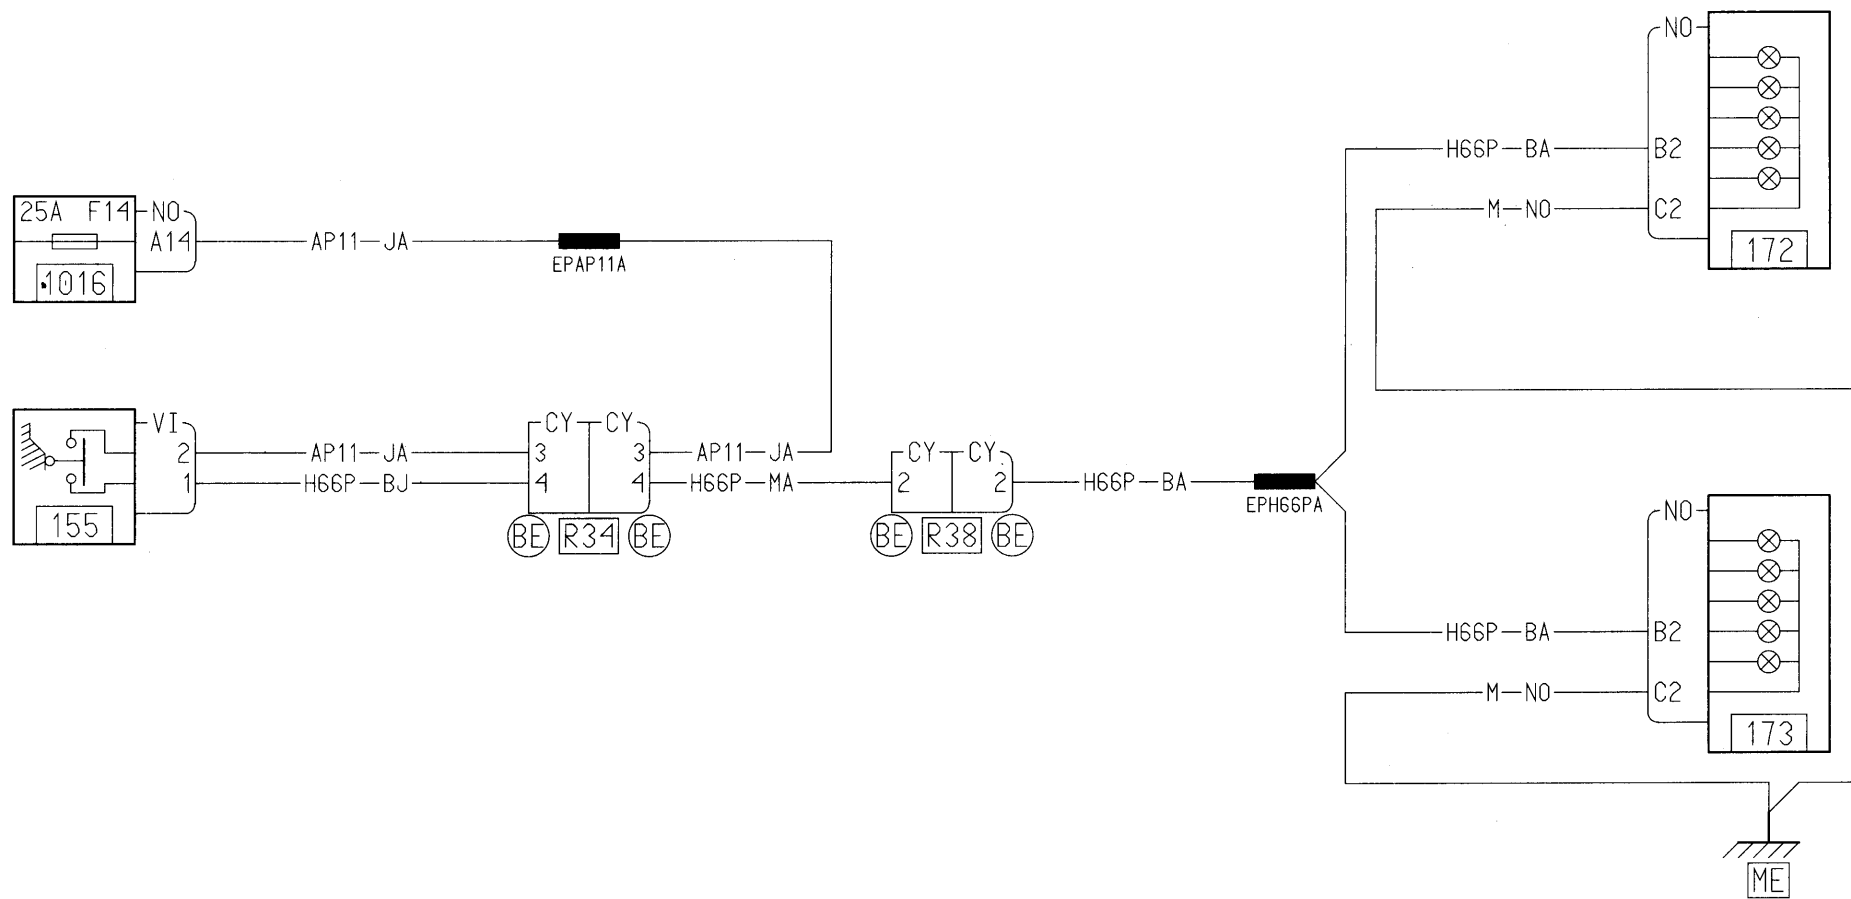 NO
H66P BA B2
M NO C2
172
25A F14 NO
A14 AP11 JA
EPAP11A
1016
VI CY CY
2 AP11 JA 3 3 AP11 JA
CY CY
1 H66P BJ 4 4 H66P MA 2 2 H66P BA
EPH66PA
155
BE R34 BE BE R38 BE
NO
H66P BA B2
M NO C2
173
ME